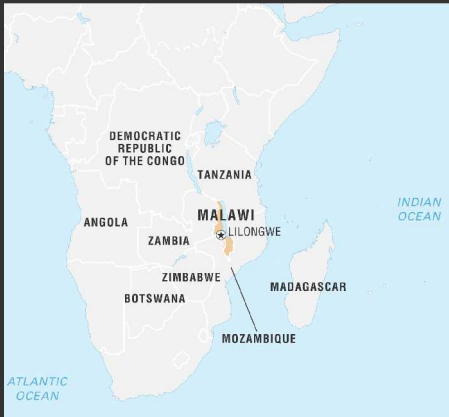 DEMOCRATIC
REPUBLIC
OF THE CONGO
TANZANIA
INDIAN
OCEAN
MALAWI
ANGOLA
LILONGWE
ZAMBIA
ZIMBABWE
MADAGASCAR
BOTSWANA
MOZAMBIQUE
ATLANTIC
OCEAN